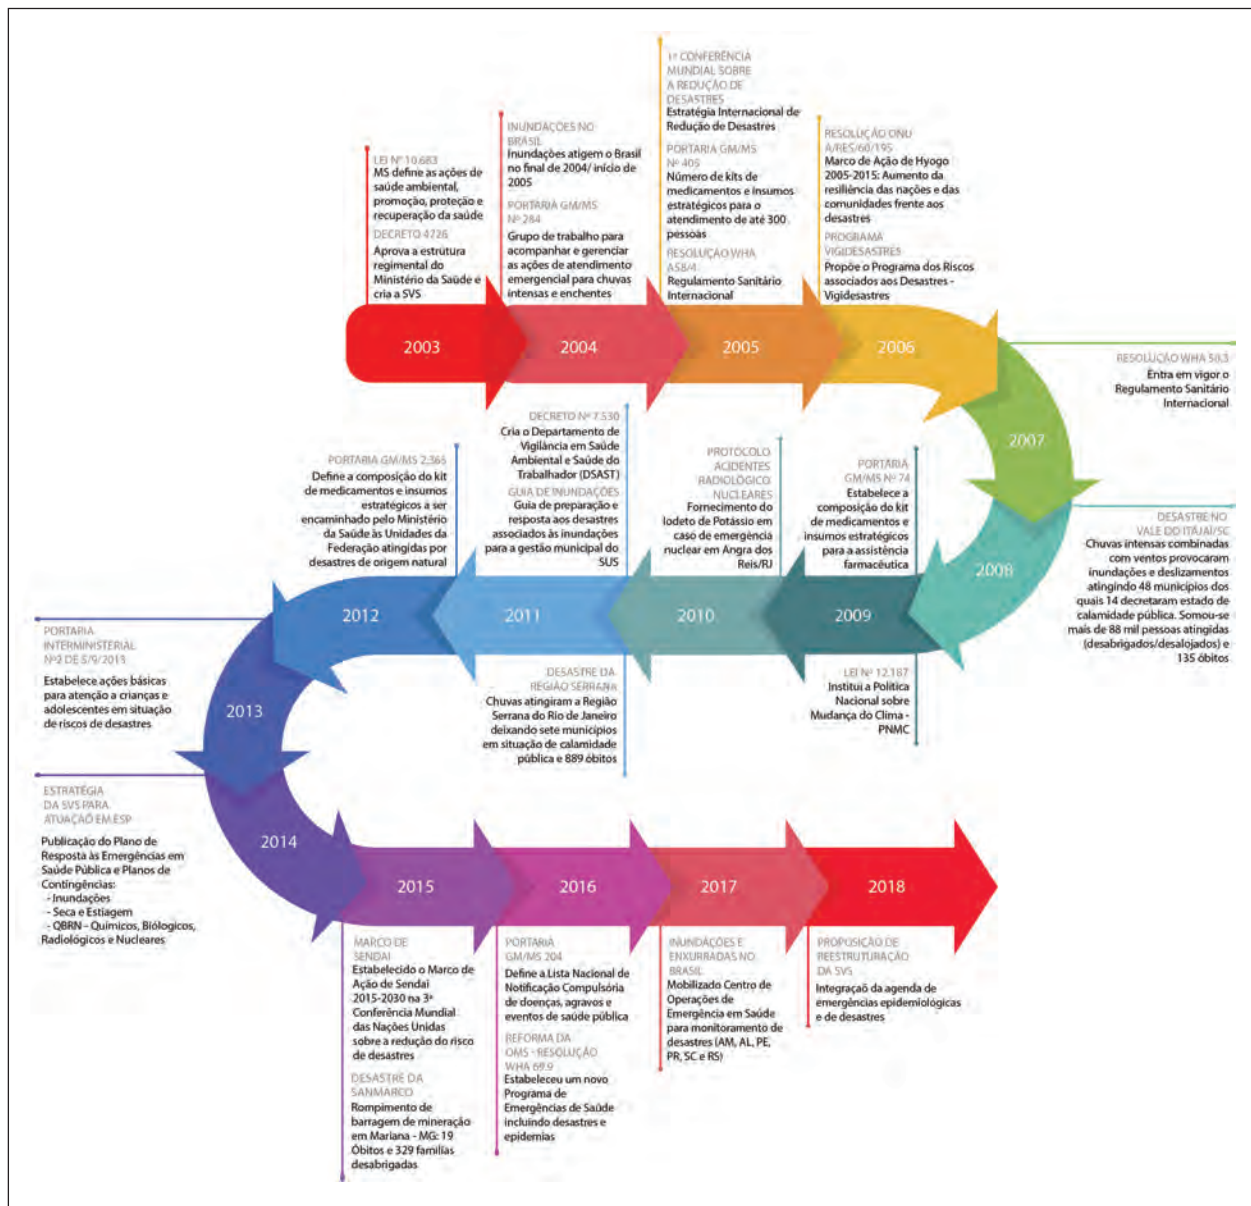 LEI Nº 10.683
MS define as ações de
saúde ambiental,
promoção, proteção e
recuperação da saúde
DECRETO 4726
Aprova a estrutura
regimental do
Ministério da Saúde e
cria a SVS
INUNDAÇÕES NO
BRASIL
Inundações atigem o Brasil
no final de 2004/ início de
2005
PORTARIA GM/MS
Nº 284
Grupo de trabalho para
acompanhar e gerenciar
as ações de atendimento
emergencial para chuvas
intensas e enchentes
1ª CONFERÊNCIA
MUNDIAL SOBRE
A REDUÇÃO DE
DESASTRES
Estratégia Internacional de
Redução de Desastres
PORTARIA GM/MS
Nº 405
Número de kits de
medicamentos e insumos
estratégicos para o
atendimento de até 300
pessoas
RESOLUÇÃO WHA
A58/4
Regulamento Sanitário
Internacional
RESOLUÇÃO ONU
A/RES/60/195
Marco de Ação de Hyogo
2005-2015: Aumento da
resiliência das nações e das
comunidades frente aos
desastres
PROGRAMA
VIGIDESASTRES
Propõe o Programa dos Riscos
associados aos Desastres -
Vigidesastres
2003
2004
2005
2006
2007
RESOLUÇÃO WHA 58.3
Entra em vigor o
Regulamento Sanitário
Internacional
2008
DESASTRE NO
VALE DO ITAJAÍ/SC
Chuvas intensas combinadas
com ventos provocaram
inundações e deslizamentos
atingindo 48 municípios dos
quais 14 decretaram estado de
calamidade pública. Somou-se
mais de 88 mil pessoas atingidas
(desabrigados/desalojados) e
135 óbitos
PORTARIA
GM/MS Nº 74
Estabelece a
composição do kit
de medicamentos e
insumos estratégicos
para a assistência
farmacêutica
2009
LEI Nº 12.187
Institui a Política
Nacional sobre
Mudança do Clima -
PNMC
PROTOCOLO
ACIDENTES
RADIOLÓGICO
NUCLEARES
Fornecimento do
Iodeto de Potássio em
caso de emergência
nuclear em Angra dos
Reis/RJ
2010
DECRETO Nº 7.530
Cria o Departamento de
Vigilância em Saúde
Ambiental e Saúde do
Trabalhador (DSAST)
GUIA DE INUNDAÇÕES
Guia de preparação e
resposta aos desastres
associados às inundações
para a gestão municipal do
SUS
2011
DESASTRE DA
REGIÃO SERRANA
Chuvas atingiram a Região
Serrana do Rio de Janeiro
deixando sete municípios
em situação de calamidade
pública e 889 óbitos
PORTARIA GM/MS 2.365
Define a composição do kit
de medicamentos e insumos
estratégicos a ser
encaminhado pelo Ministério
da Saúde às Unidades da
Federação atingidas por
desastres de origem natural
2012
PORTARIA
INTERMINISTERIAL
Nº2 DE 5/9/2013
Estabelece ações básicas
para atenção a crianças e
adolescentes em situação
de riscos de desastres
2013
ESTRATÉGIA
DA SVS PARA
ATUAÇAÕ EM ESP
Publicação do Plano de
Resposta às Emergências em
Saúde Pública e Planos de
Contingências:
- Inundações
- Seca e Estiagem
- QBRN – Químicos, Biólogicos,
Radiológicos e Nucleares
2014
2015
2016
2017
2018
MARCO DE
SENDAI
Estabelecido o Marco de
Ação de Sendai
2015-2030 na 3ª
Conferência Mundial
das Nações Unidas
sobre a redução do risco
de desastres
DESASTRE DA
SANMARCO
Rompimento de
barragem de mineração
em Mariana - MG: 19
Óbitos e 329 familias
desabrigadas
PORTARIA
GM/MS 204
Define a Lista Nacional de
Notificação Compulsória
de doenças, agravos e
eventos de saúde pública
REFORMA DA
OMS - RESOLUÇÃO
WHA 69.9
Estabeleceu um novo
Programa de
Emergências de Saúde
incluindo desastres e
epidemias
INUNDAÇÕES E
ENXURRADAS NO
BRASIL
Mobilizado Centro de
Operações de
Emergência em Saúde
para monitoramento de
desastres (AM, AL, PE,
PR, SC e RS)
PROPOSIÇÃO DE
REESTRUTURAÇÃO
DA SVS
Integraçaõ da agenda de
emergências epidemiológicas
e de desastres